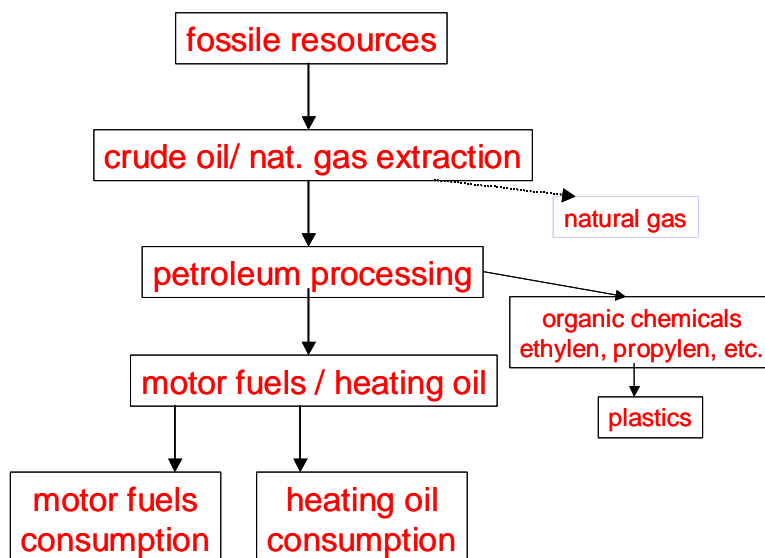 fossile resources
crude oil/ nat. gas extraction
natural gas
petroleum processing
organic chemicals
ethylen, propylen, etc.
motor fuels / heating oil
plastics
motor fuels
consumption
heating oil
consumption